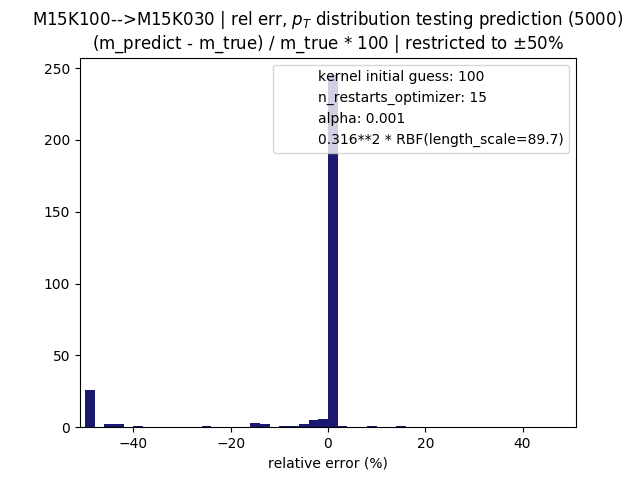 M15K100-->M15K030 | rel err, p_T distribution testing prediction (5000)
(m_predict - m_true) / m_true * 100 | restricted to ±50%
kernel initial guess: 100
n_restarts_optimizer: 15
alpha: 0.001
0.316**2 * RBF(length_scale=89.7)
250
200
150
100
50
0
−40 −20 0 20 40
relative error (%)